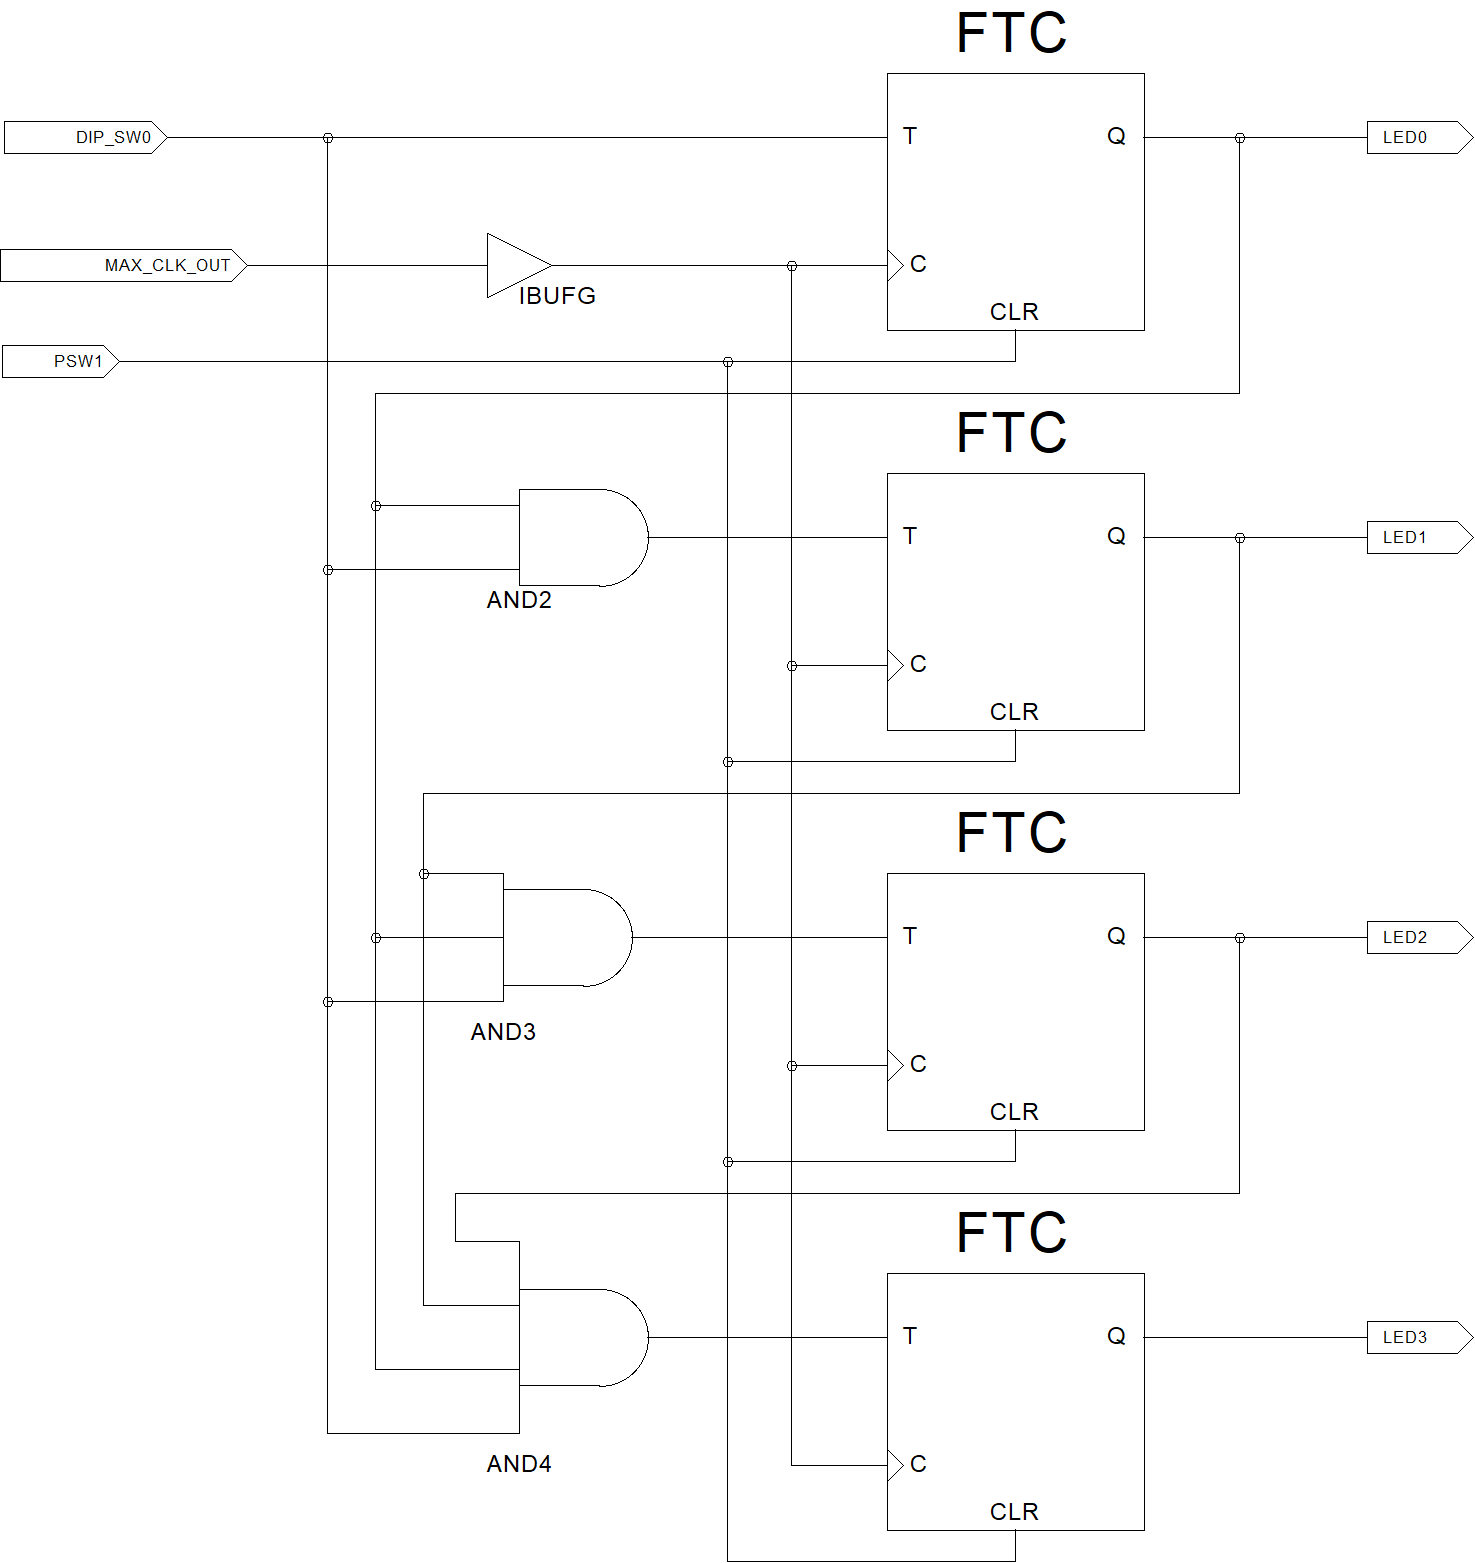 FTC
DIP_SW0
T
Q
LED0
MAX_CLK_OUT
IBUFG
C
CLR
PSW1
FTC
T
Q
LED1
AND2
C
CLR
FTC
T
Q
LED2
AND3
C
CLR
FTC
T
Q
LED3
AND4
C
CLR